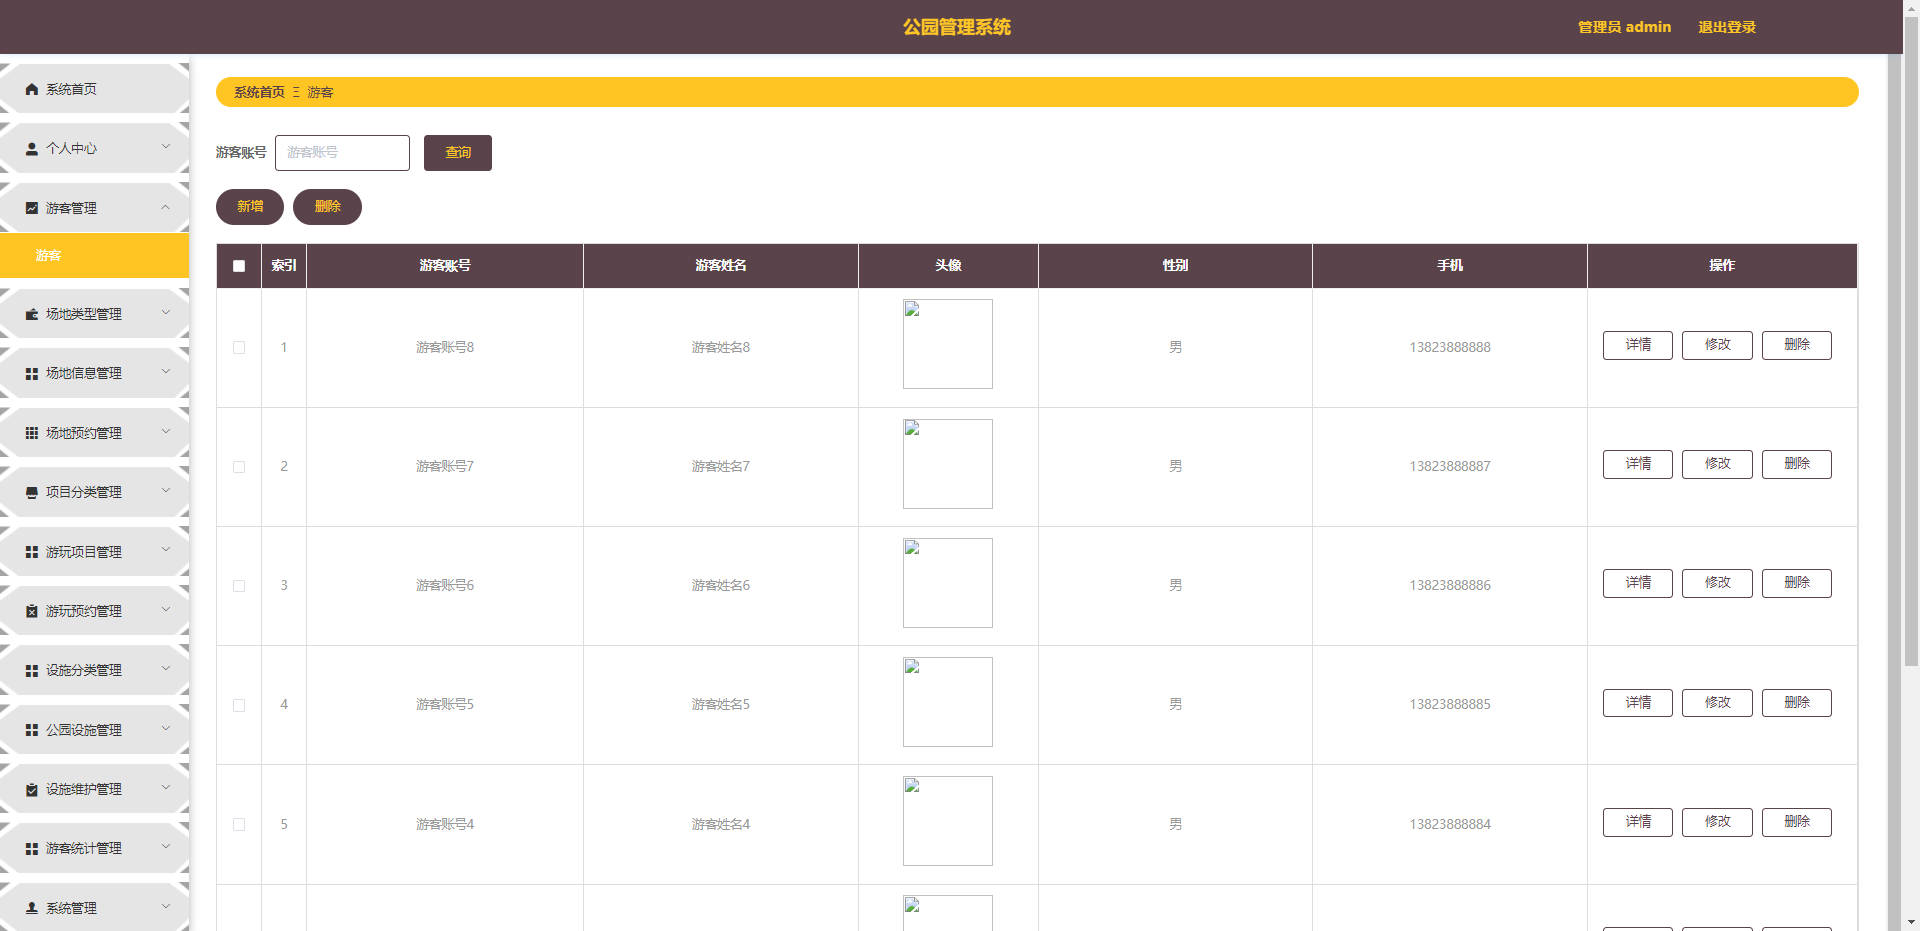 公园管理系统
管理员 admin 退出登录
系统首页
个人中心
游客管理
游客
场地类型管理
场地信息管理
场地预约管理
项目分类管理
游玩项目管理
游玩预约管理
设施分类管理
公园设施管理
设施维护管理
游客统计管理
系统管理
系统首页 Ξ 游客
游客账号 游客账号 查询
新增 删除
索引 游客账号 游客姓名 头像 性别 手机 操作
1 游客账号8 游客姓名8 男 13823888888 详情 修改 删除
2 游客账号7 游客姓名7 男 13823888887 详情 修改 删除
3 游客账号6 游客姓名6 男 13823888886 详情 修改 删除
4 游客账号5 游客姓名5 男 13823888885 详情 修改 删除
5 游客账号4 游客姓名4 男 13823888884 详情 修改 删除